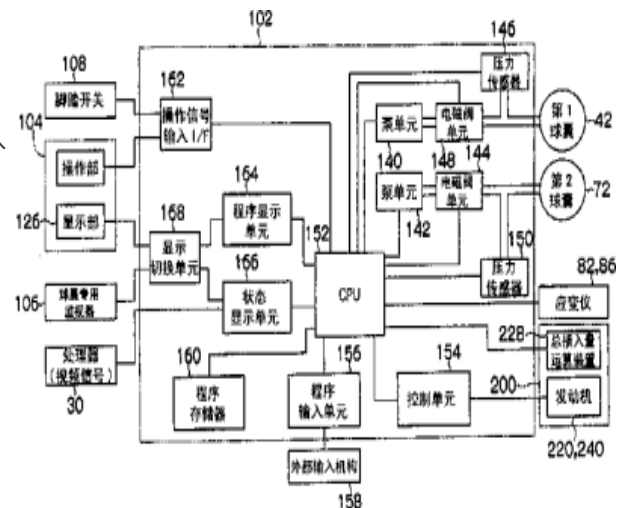 102
108
脚踏开关
104
操作部
126
显示部
106
球囊专用
监视器
处理器
(视频信号)
30
162
操作信号
输入I/F
164
程序显示
单元
168
显示
切换单元
166
状态
显示单元
160
程序
存储器
152
CPU
156
程序
输入单元
外部输入机构
158
154
控制单元
146
压力
传感器
泵单元
140
电磁阀
单元
148
144
泵单元
142
电磁阀
单元
150
压力
传感器
第1
球囊
42
第2
球囊
72
82,86
应变仪
228
总插入量
运算装置
200
发动机
220,240